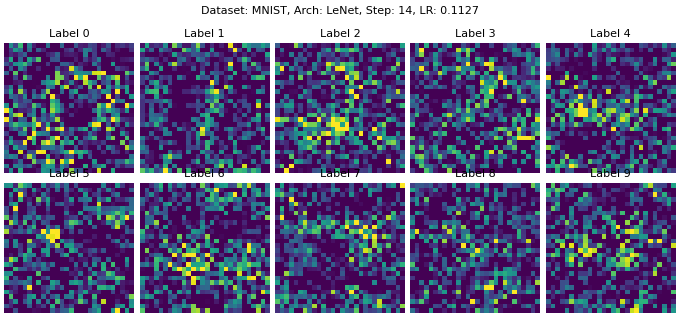 Dataset: MNIST, Arch: LeNet, Step: 14, LR: 0.1127
Label 0 Label 1 Label 2 Label 3 Label 4
Label 5 Label 6 Label 7 Label 8 Label 9